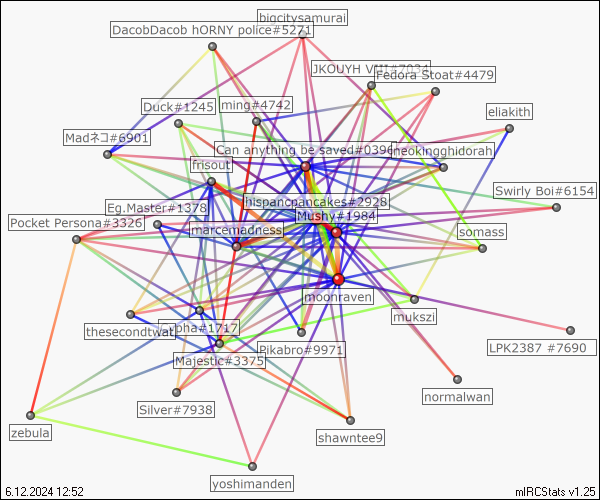 bigcitysamurai
DacobDacob hORNY police#5271
JKOUYH VIII#7034
Fedora Stoat#4479
Duck#1245
ming#4742
eliakith
Madネコ#6901
Can anything be saved#0396
neokingghidorah
frisout
Swirly Boi#6154
hispancpancakes#2928
Eg.Master#1378
Mushy#1984
Pocket Persona#3326
marcemadness
somass
moonraven
mukszi
thesecondtwat
Alpha#1717
LPK2387 #7690
Pikabro#9971
Majestic#3375
normalwan
Silver#7938
zebula
shawntee9
yoshimanden
6.12.2024 12:52
mIRCStats v1.25